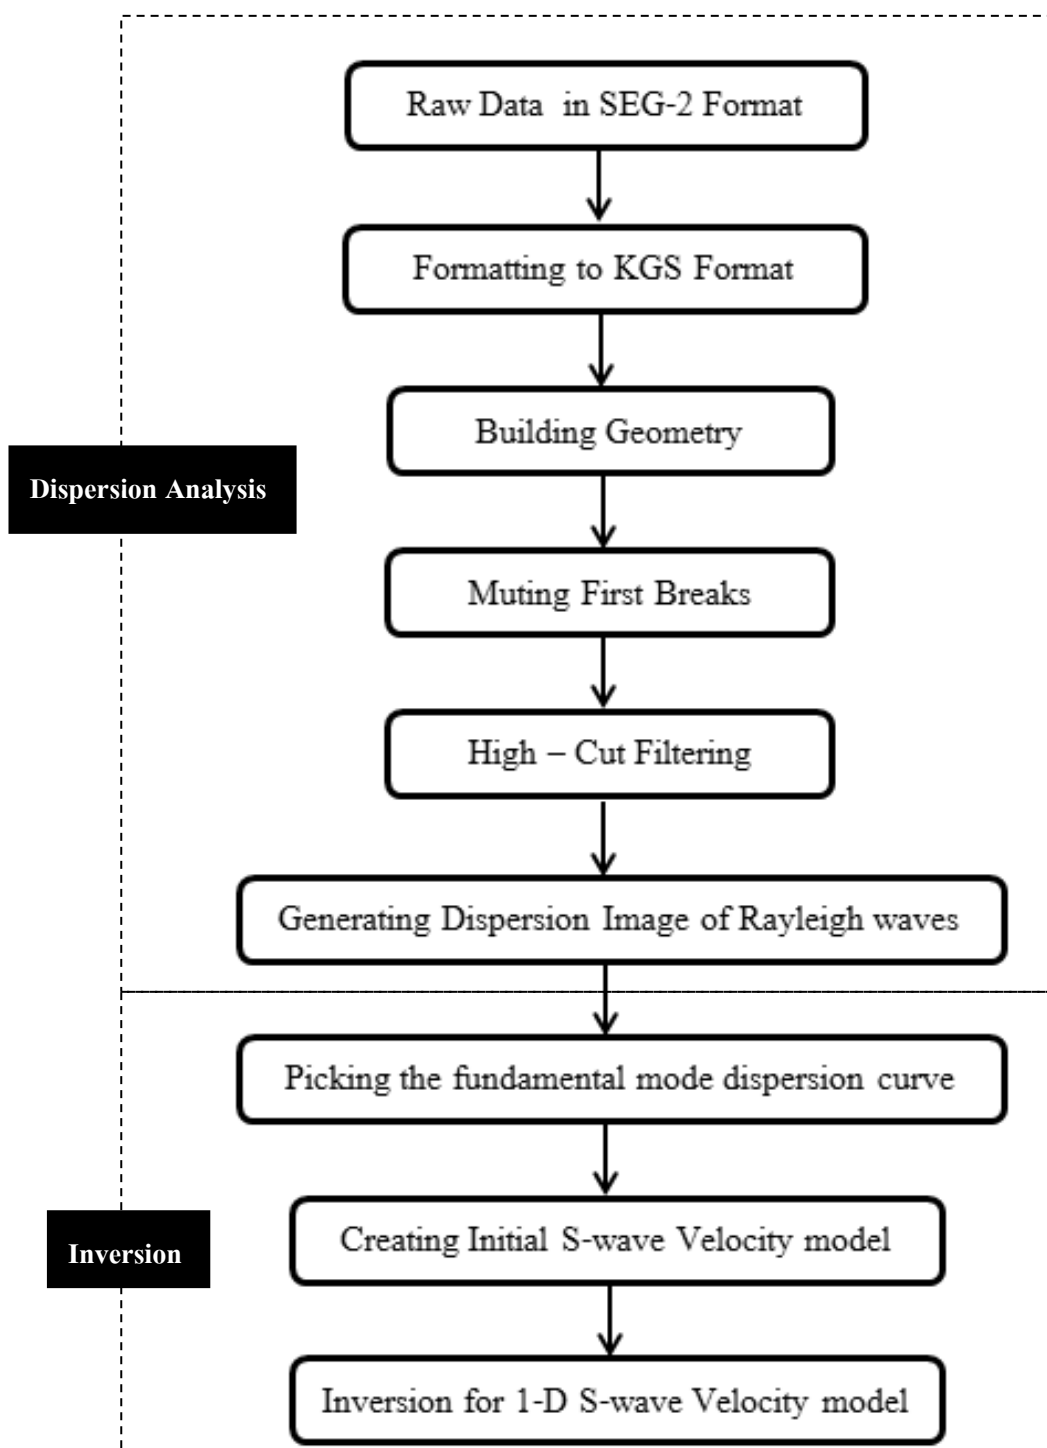 Raw Data in SEG-2 Format
Formatting to KGS Format
Building Geometry
Dispersion Analysis
Muting First Breaks
High – Cut Filtering
Generating Dispersion Image of Rayleigh waves
Picking the fundamental mode dispersion curve
Creating Initial S-wave Velocity model
Inversion
Inversion for 1-D S-wave Velocity model